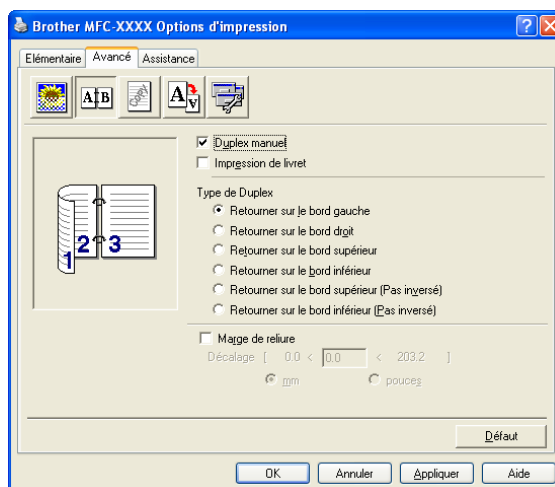 Brother MFC-XXXX Options d'impression
Elémentaire Avancé Assistance
A B A V
Duplex manuel
Impression de livret
Type de Duplex
Retourner sur le bord gauche
Retourner sur le bord droit
Retourner sur le bord supérieur
Retourner sur le bord inférieur
Retourner sur le bord supérieur (Pas inversé)
Retourner sur le bord inférieur (Pas inversé)
1 2 3
Marge de reliure
Décalage [ 0.0 < 0.0 < 203.2 ]
mm pouces
Défaut
OK Annuler Appliquer Aide